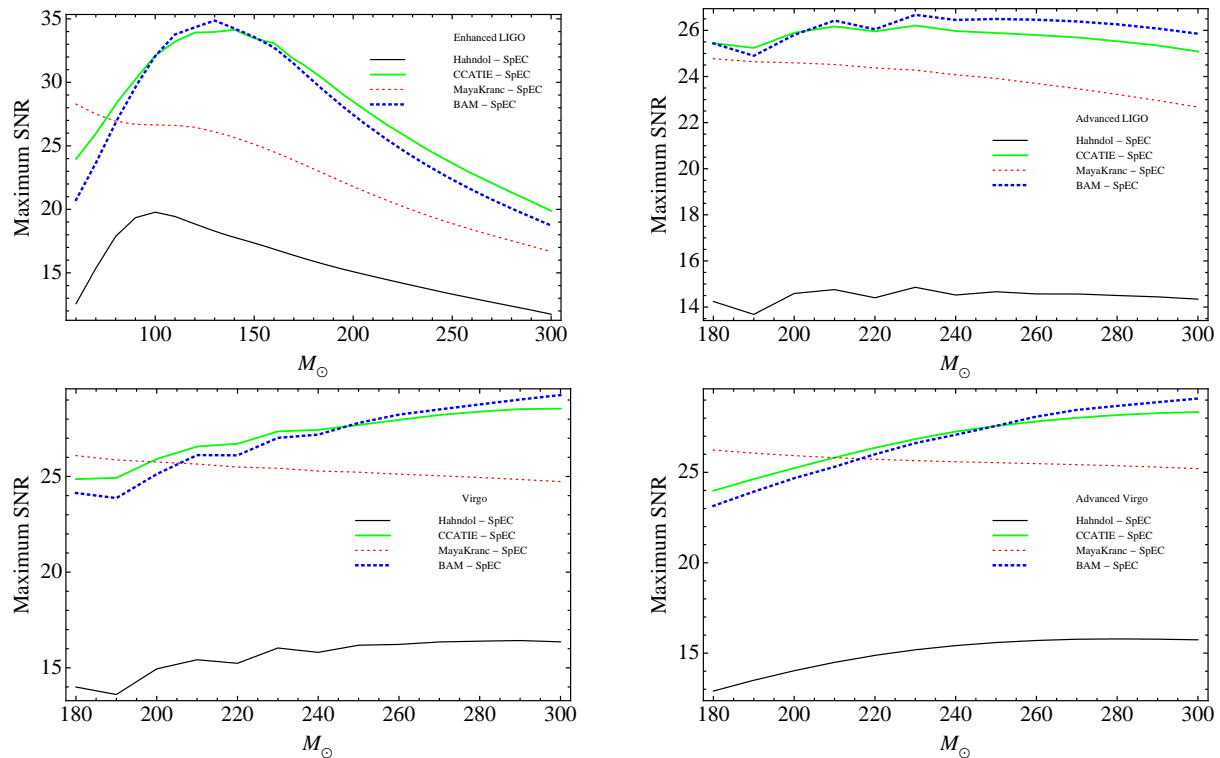 35
30
25
20
15
Maximum SNR
Enhanced LIGO
Hahndol – SpEC
CCATIE – SpEC
MayaKranc – SpEC
BAM – SpEC
100 150 200 250 300
M⊙
26
24
22
20
18
16
14
Maximum SNR
Advanced LIGO
Hahndol – SpEC
CCATIE – SpEC
MayaKranc – SpEC
BAM – SpEC
180 200 220 240 260 280 300
M⊙
25
20
15
Maximum SNR
Virgo
Hahndol – SpEC
CCATIE – SpEC
MayaKranc – SpEC
BAM – SpEC
180 200 220 240 260 280 300
M⊙
25
20
15
Maximum SNR
Advanced Virgo
Hahndol – SpEC
CCATIE – SpEC
MayaKranc – SpEC
BAM – SpEC
180 200 220 240 260 280 300
M⊙